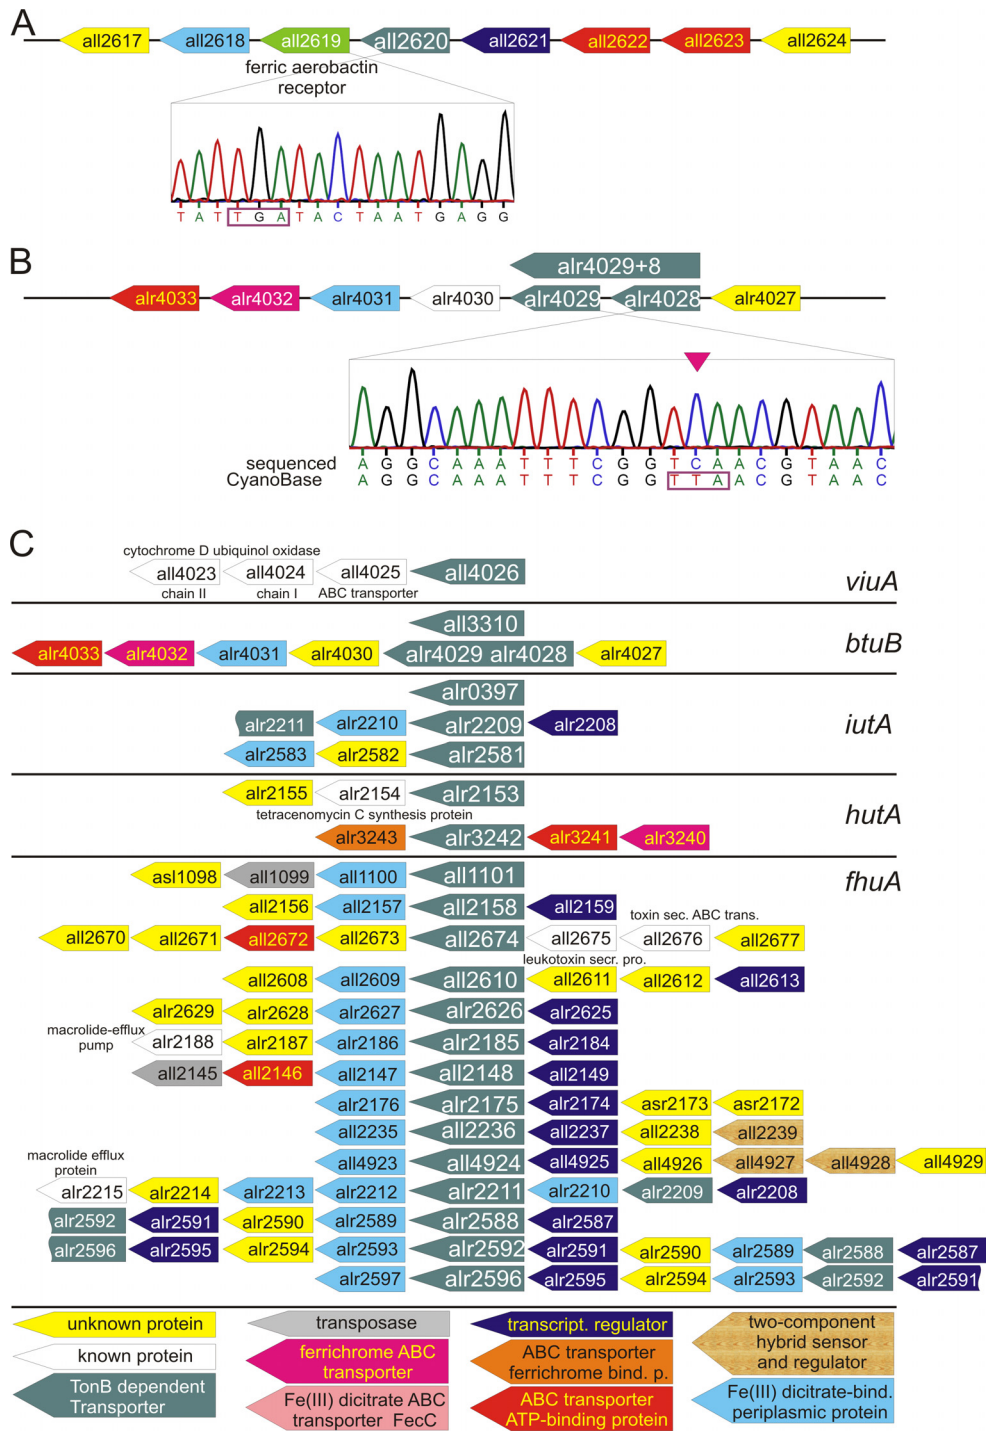 A
all2617 all2618 all2619 all2620 all2621 all2622 all2623 all2624
ferric aerobactin
receptor
T A T T G A T A C T A A T G A G G
B
alr4029+8
alr4033 alr4032 alr4031 alr4030 alr4029 alr4028 alr4027
sequenced A G G C A A A T T T C G G T C A A C G T A A C
CyanoBase A G G C A A A T T T C G G T T A A C G T A A C
C
cytochrome D ubiquinol oxidase
all4023 all4024 all4025 all4026 viuA
chain II chain I ABC transporter
all3310
alr4033 alr4032 alr4031 alr4030 alr4029 alr4028 alr4027 btuB
alr0397
alr2211 alr2210 alr2209 alr2208 iutA
alr2583 alr2582 alr2581
alr2155 alr2154 alr2153
tetracenomycin C synthesis protein hutA
alr3243 alr3242 alr3241 alr3240
asl1098 all1099 all1100 all1101 fhuA
all2156 all2157 all2158 all2159
toxin sec. ABC trans.
all2670 all2671 all2672 all2673 all2674 all2675 all2676 all2677
leukotoxin secr. pro.
all2608 all2609 all2610 all2611 all2612 all2613
alr2629 alr2628 alr2627 alr2626 alr2625
macrolide-efflux
pump
alr2188 alr2187 alr2186 alr2185 alr2184
all2145 all2146 all2147 all2148 all2149
alr2176 alr2175 alr2174 asr2173 asr2172
all2235 all2236 all2237 all2238 all2239
macrolide efflux
protein
all4923 all4924 all4925 all4926 all4927 all4928 all4929
alr2215 alr2214 alr2213 alr2212 alr2211 alr2210 alr2209 alr2208
alr2592 alr2591 alr2590 alr2589 alr2588 alr2587
alr2596 alr2595 alr2594 alr2593 alr2592 alr2591 alr2590 alr2589 alr2588 alr2587
alr2597 alr2596 alr2595 alr2594 alr2593 alr2592 alr2591
unknown protein
known protein
TonB dependent
Transporter
transposase
ferrichrome ABC
transporter
Fe(III) dicitrate ABC
transporter FecC
transcript. regulator
ABC transporter
ferrichrome bind. p.
ABC transporter
ATP-binding protein
two-component
hybrid sensor
and regulator
Fe(III) dicitrate-bind.
periplasmic protein